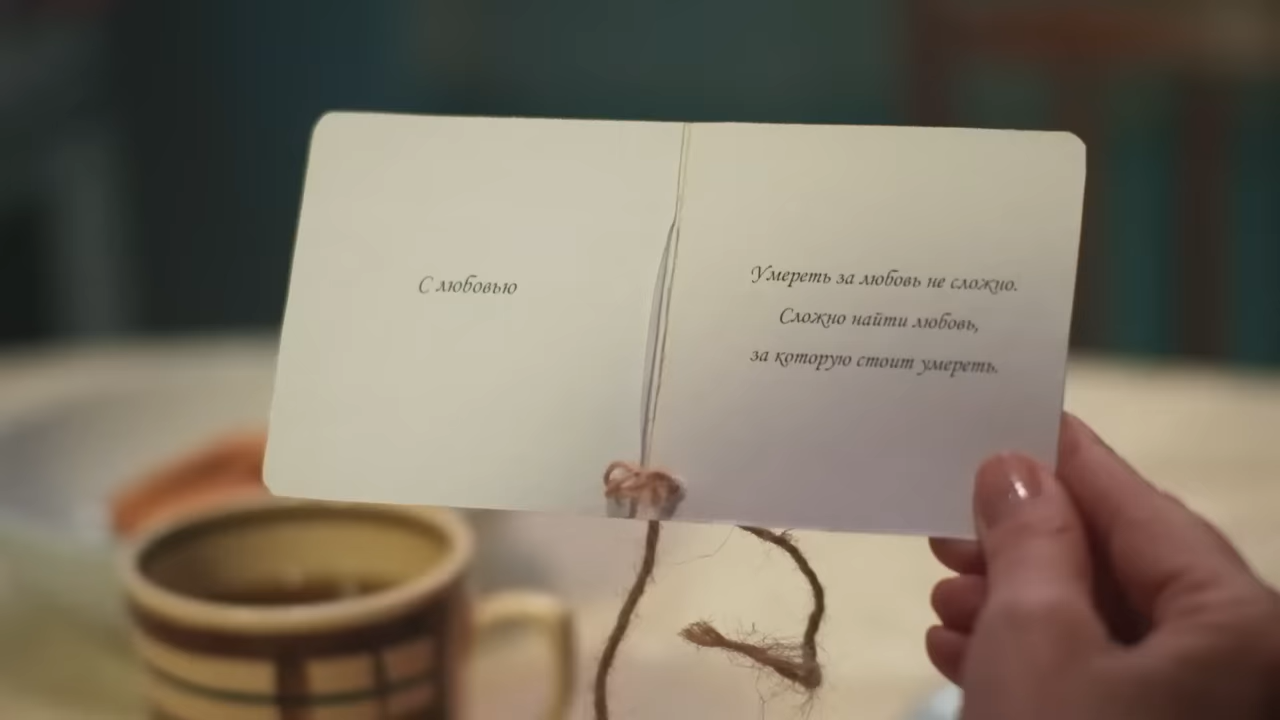 С любовью
Умереть за любовь не сложно.
Сложно найти любовь,
за которую стоит умереть.